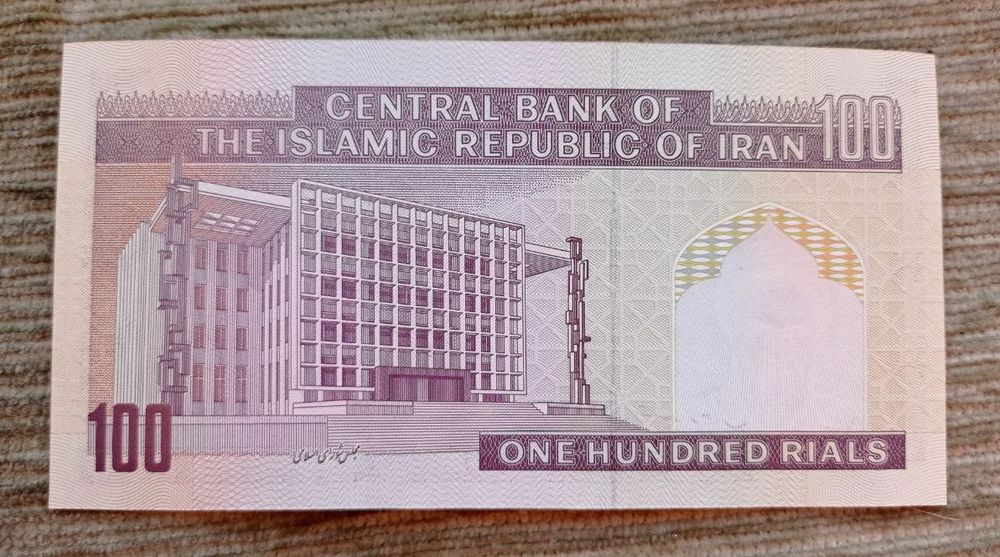 CENTRAL BANK OF
THE ISLAMIC REPUBLIC OF IRAN 100
100
مجلس شورای اسلامی
ONE HUNDRED RIALS